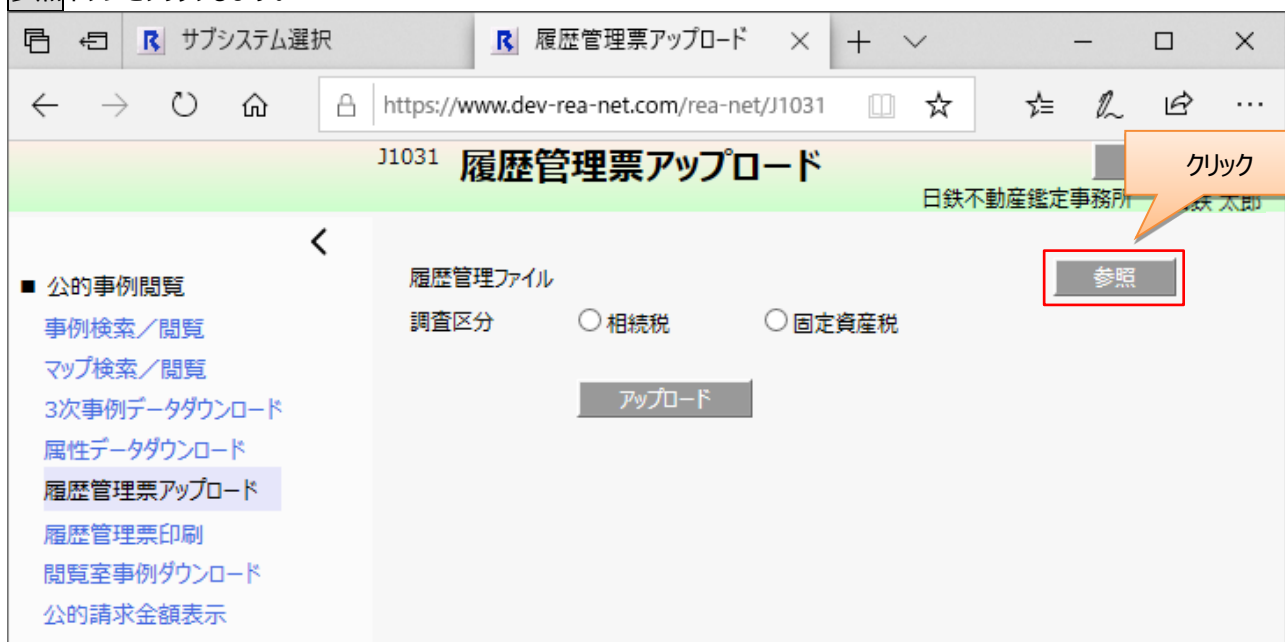 サブシステム選択
履歴管理票アップロード
https://www.dev-rea-net.com/rea-net/J1031
J1031 履歴管理票アップロード
クリック
日鉄不動産鑑定事務所
太郎
■ 公的事例閲覧
事例検索／閲覧
マップ検索／閲覧
3次事例データダウンロード
属性データダウンロード
履歴管理票アップロード
履歴管理票印刷
閲覧室事例ダウンロード
公的請求金額表示
履歴管理ファイル
参照
調査区分 相続税 固定資産税
アップロード